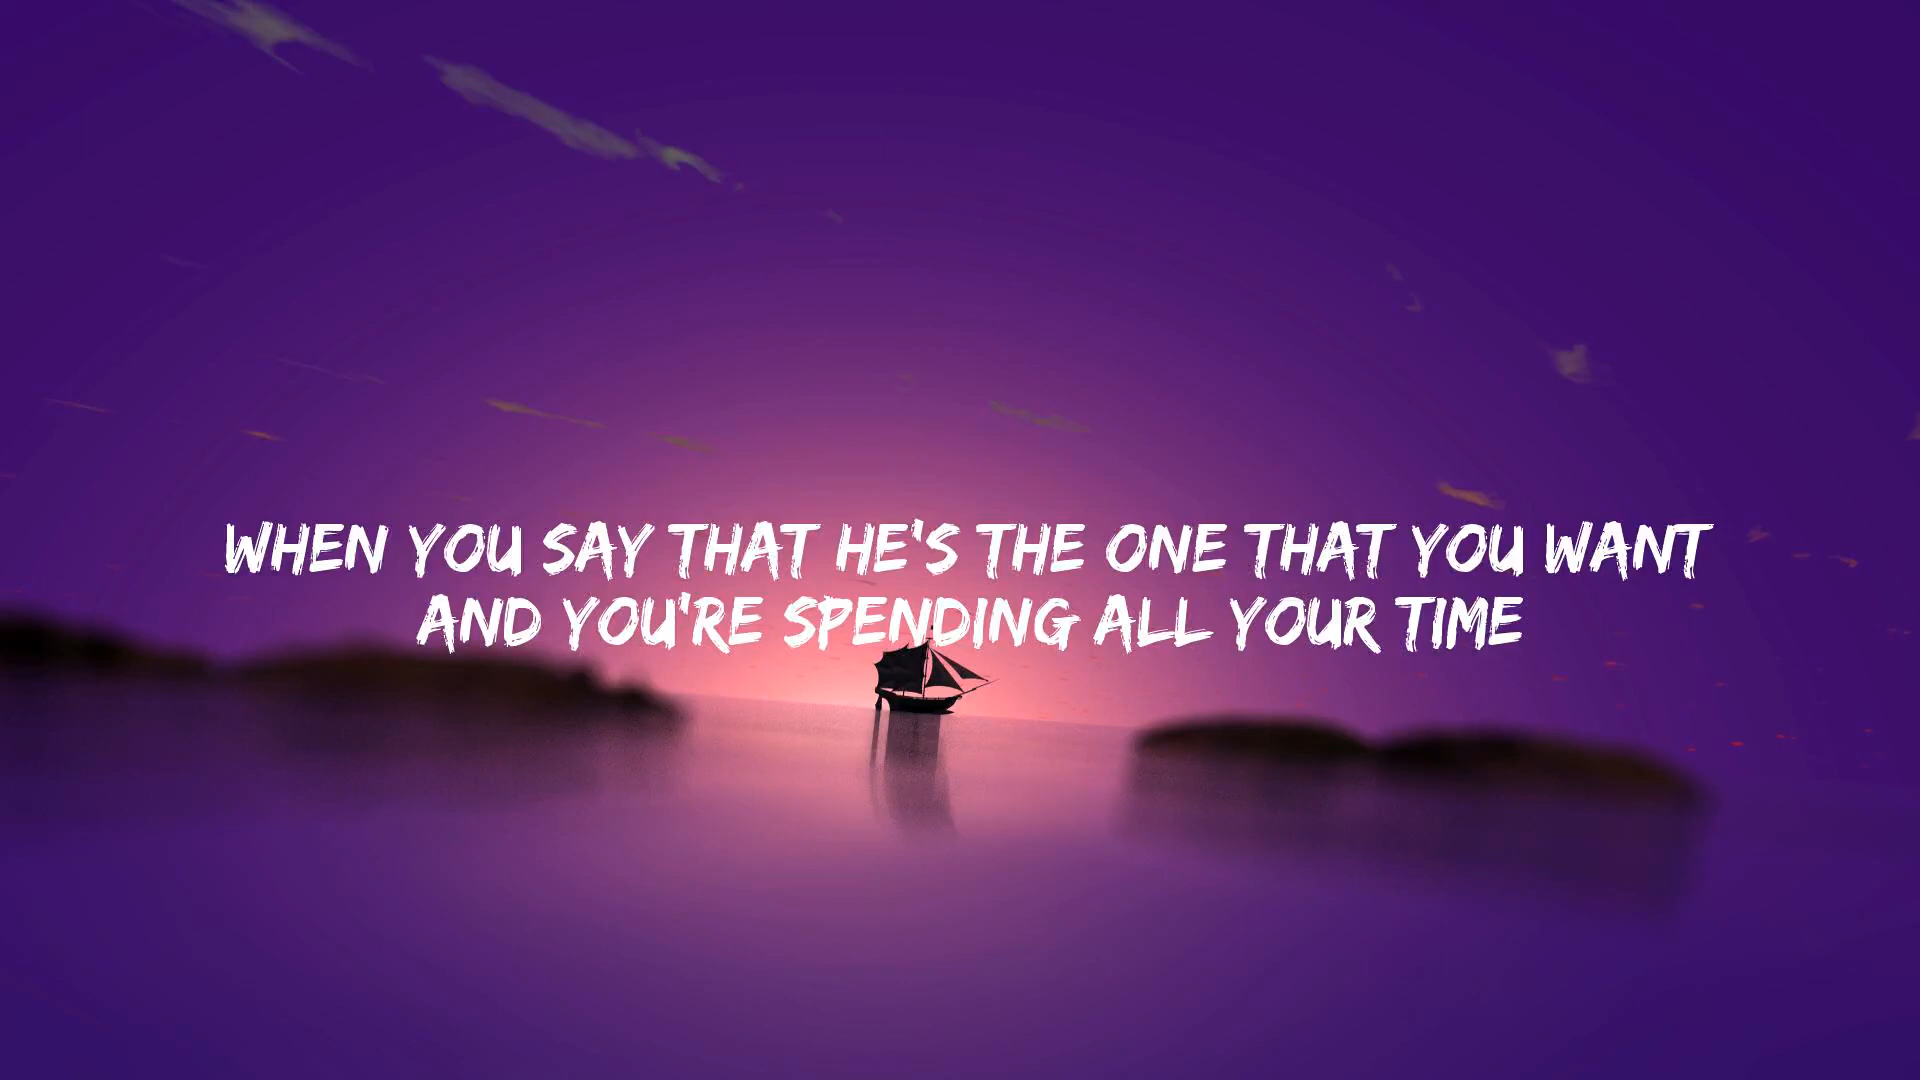 WHEN YOU SAY THAT HE'S THE ONE THAT YOU WANT
AND YOU'RE SPENDING ALL YOUR TIME